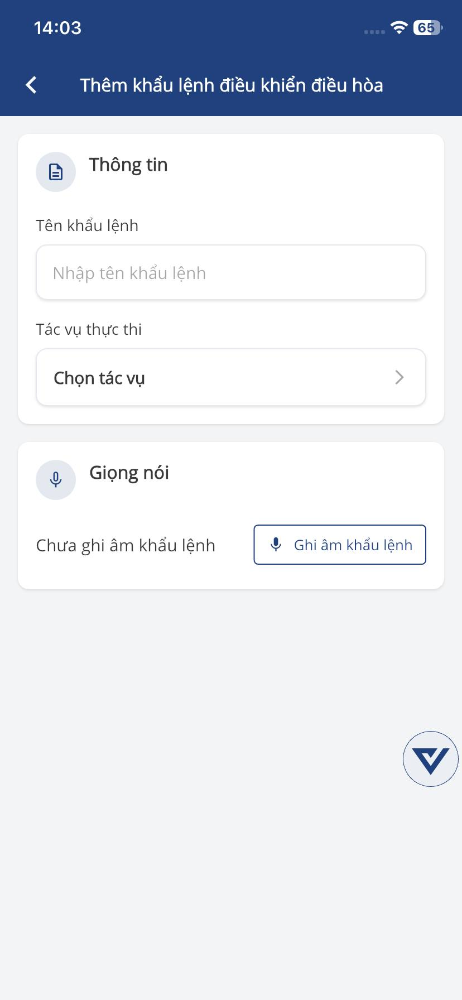 14:03
65
Thêm khẩu lệnh điều khiển điều hòa
Thông tin
Tên khẩu lệnh
Nhập tên khẩu lệnh
Tác vụ thực thi
Chọn tác vụ
Giọng nói
Chưa ghi âm khẩu lệnh
Ghi âm khẩu lệnh